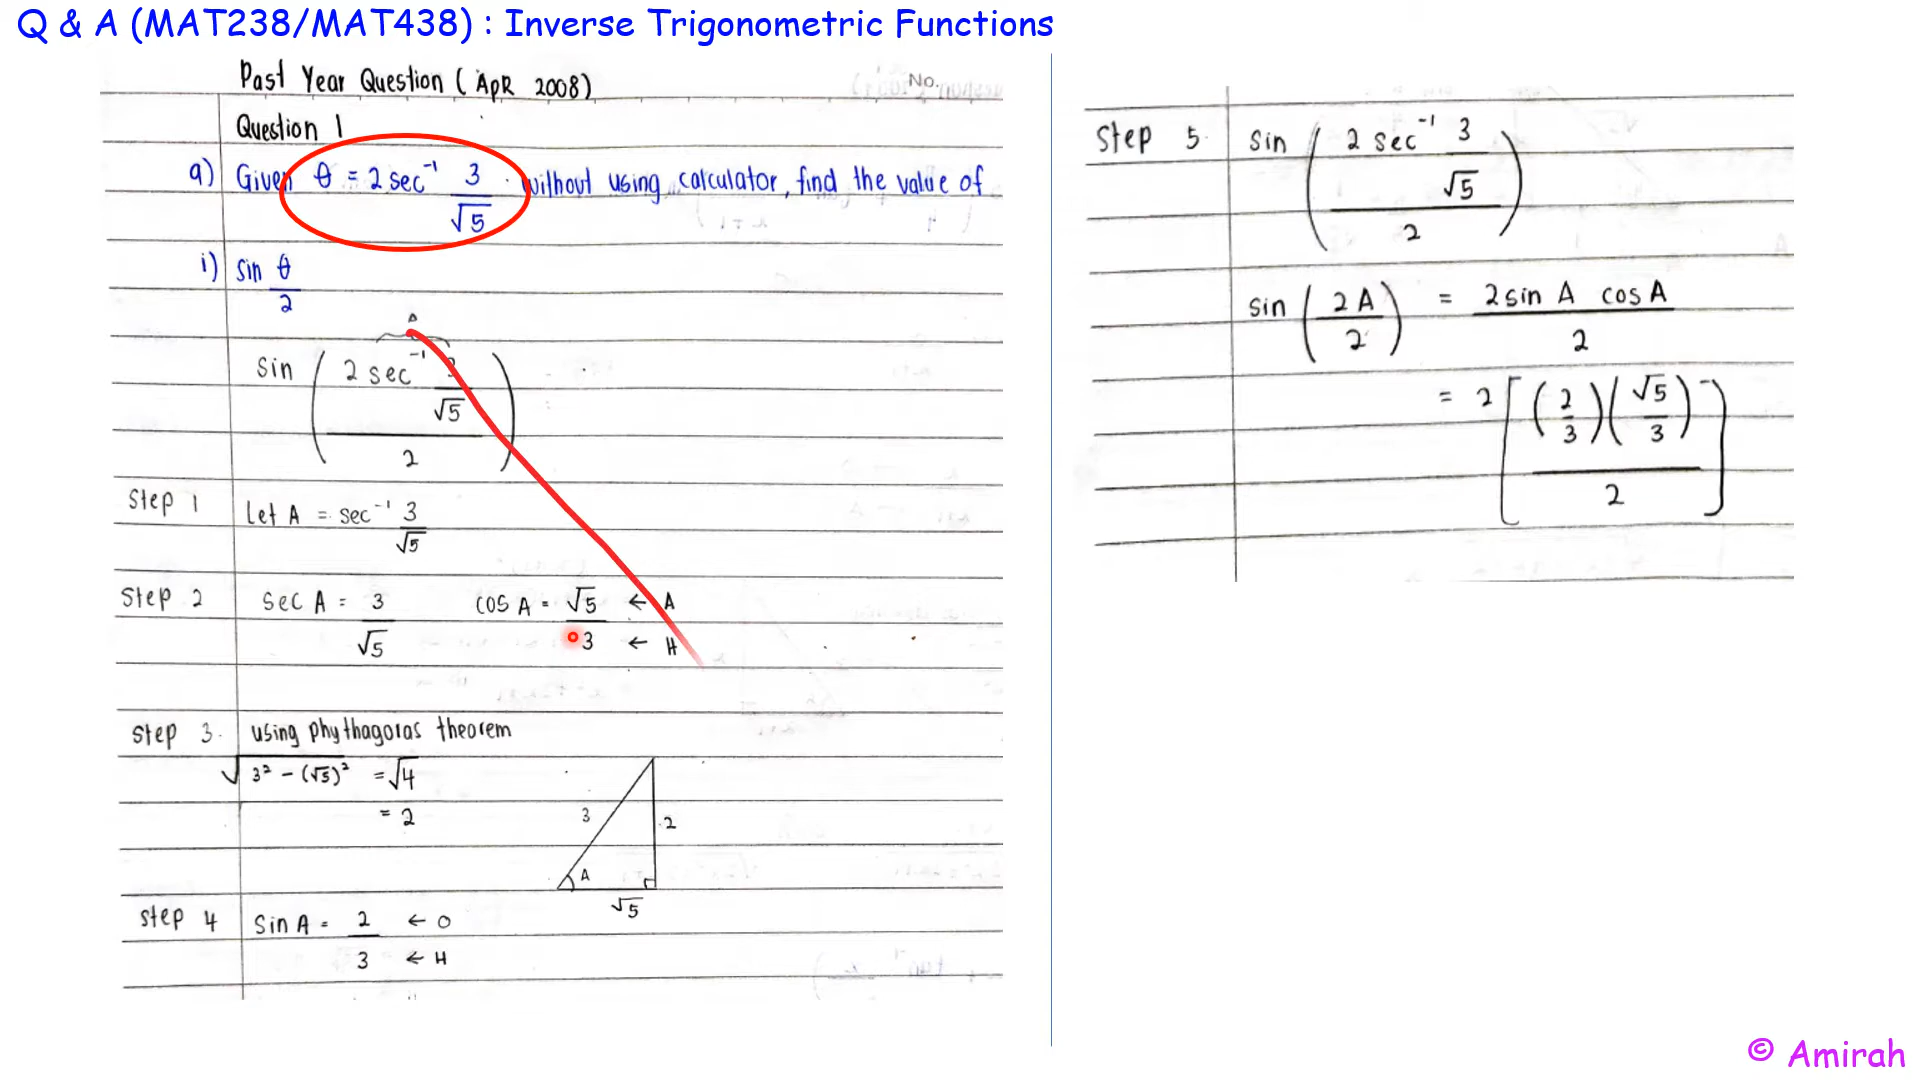 Q & A (MAT238/MAT438) : Inverse Trigonometric Functions
Past Year Question ( APR 2008)
No.
Question 1
a) Given θ = 2 sec⁻¹ 3/√5 without using calculator, find the value of
i) sin θ/2
A
sin ( 2 sec⁻¹ 3/√5 / 2 )
Step 1 Let A = sec⁻¹ 3/√5
Step 2 sec A = 3/√5 cos A = √5/3 ← A ← H
Step 3. using phythagoras theorem
√3² − (√5)² = √4
= 2
3
2
A
√5
Step 4 sin A = 2/3 ← O ← H
Step 5. sin ( 2 sec⁻¹ 3/√5 / 2 )
sin ( 2A / 2 ) = 2 sin A cos A / 2
= 2 [ (2/3)(√5/3) / 2 ]
© Amirah